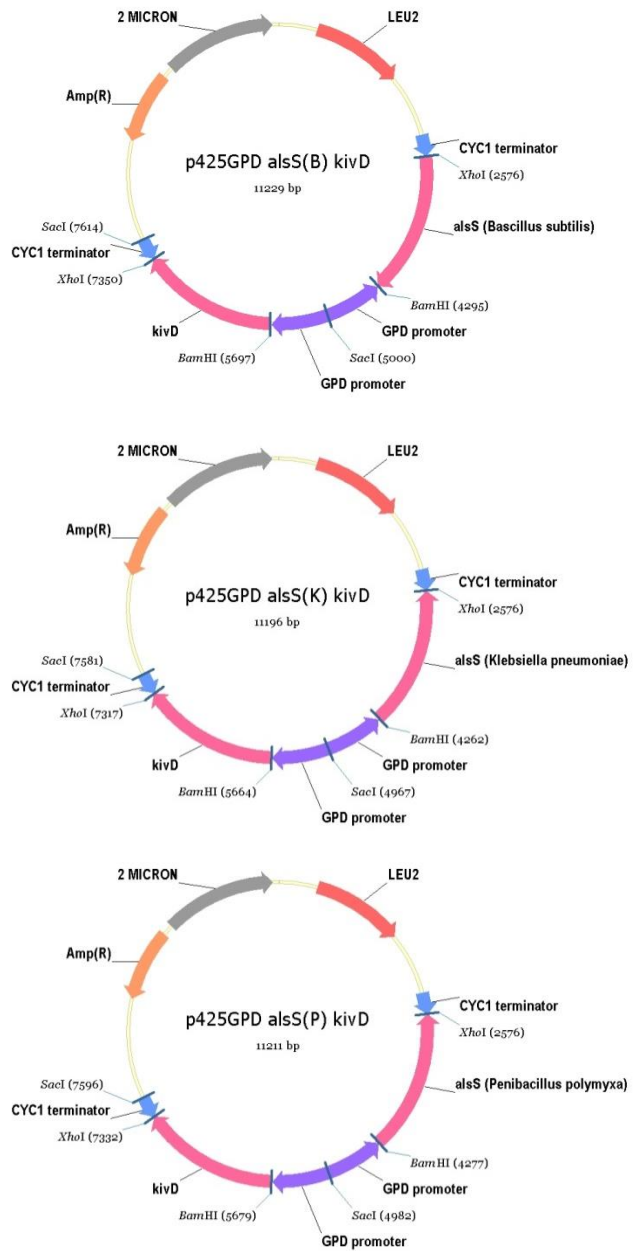 2 MICRON
LEU2
Amp(R)
CYC1 terminator
p425GPD alsS(B) kivD
XhoI (2576)
11229 bp
SacI (7614)
alsS (Bascillus subtilis)
CYC1 terminator
XhoI (7350)
BamHI (4295)
kivD
GPD promoter
BamHI (5697)
SacI (5000)
GPD promoter
2 MICRON
LEU2
Amp(R)
CYC1 terminator
p425GPD alsS(K) kivD
XhoI (2576)
11196 bp
SacI (7581)
alsS (Klebsiella pneumoniae)
CYC1 terminator
XhoI (7317)
BamHI (4262)
kivD
GPD promoter
BamHI (5664)
SacI (4967)
GPD promoter
2 MICRON
LEU2
Amp(R)
CYC1 terminator
p425GPD alsS(P) kivD
XhoI (2576)
11211 bp
SacI (7596)
alsS (Penibacillus polymyxa)
CYC1 terminator
XhoI (7332)
BamHI (4277)
kivD
GPD promoter
BamHI (5679)
SacI (4982)
GPD promoter